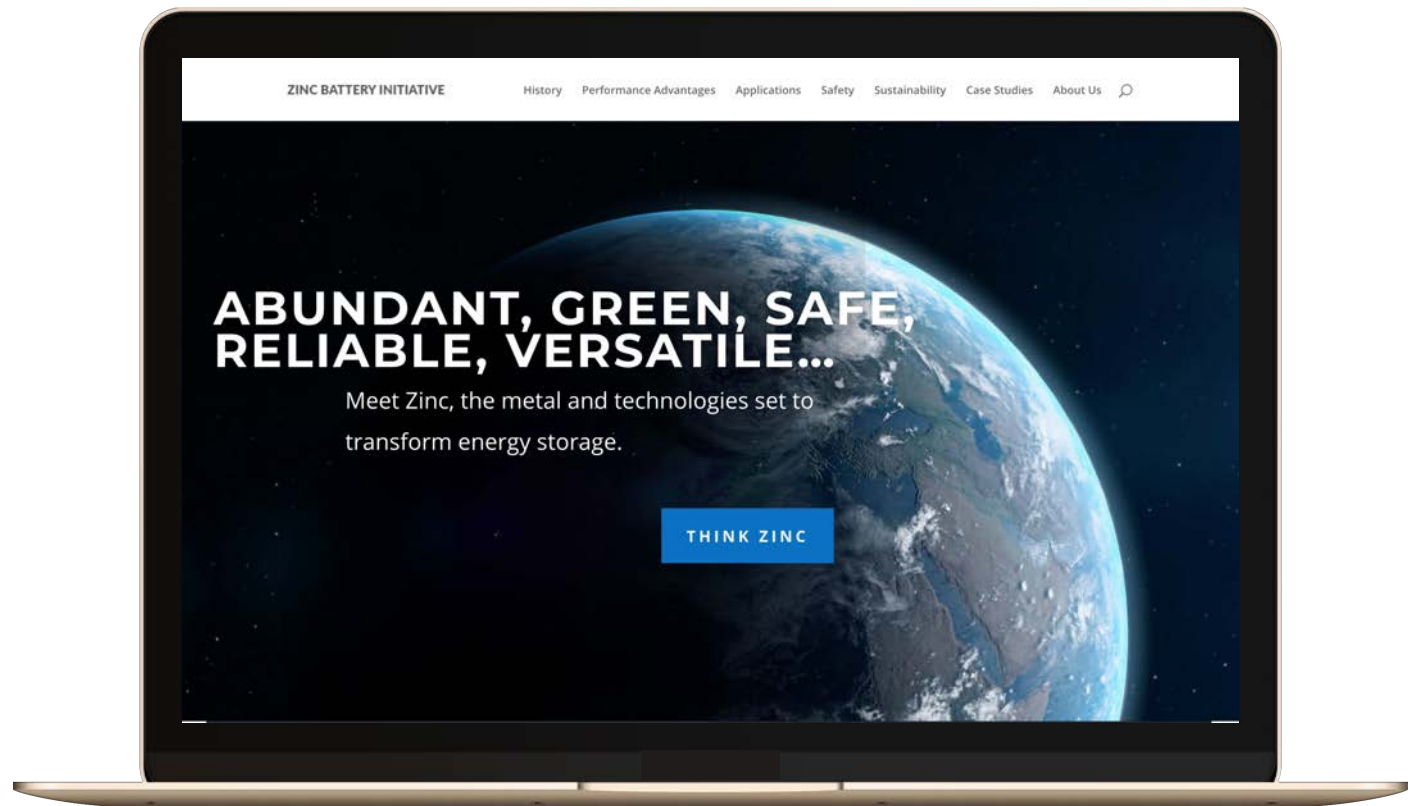 ZINC BATTERY INITIATIVE History Performance Advantages Applications Safety Sustainability Case Studies About Us
ABUNDANT, GREEN, SAFE,
RELIABLE, VERSATILE...
Meet Zinc, the metal and technologies set to
transform energy storage.
THINK ZINC